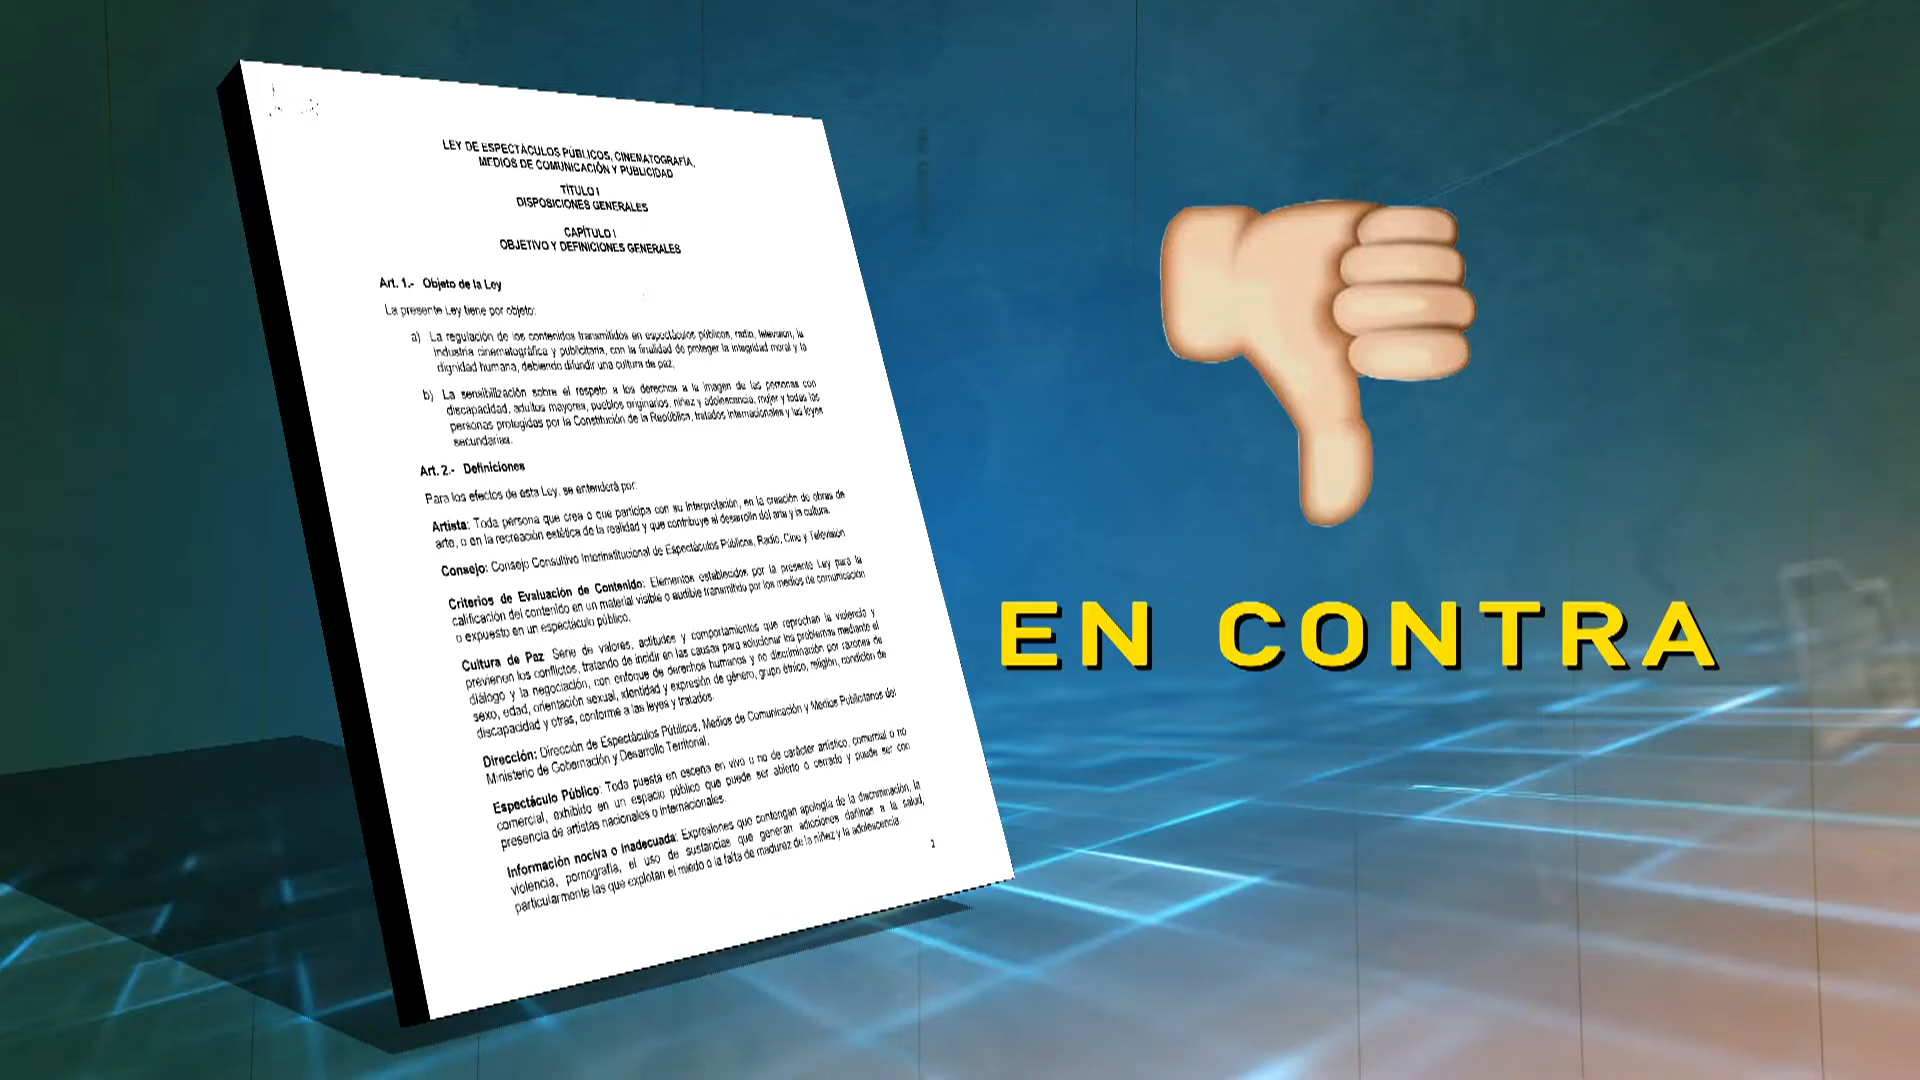 LEY DE ESPECTÁCULOS PÚBLICOS, CINEMATOGRAFÍA,
MEDIOS DE COMUNICACIÓN Y PUBLICIDAD
TÍTULO I
DISPOSICIONES GENERALES
CAPÍTULO I
OBJETIVO Y DEFINICIONES GENERALES
Art. 1.- Objeto de la Ley
La presente Ley tiene por objeto:
a) La regulación de los contenidos transmitidos en espectáculos públicos, radio, televisión, la
industria cinematográfica y publicitaria, con la finalidad de proteger la integridad moral y la
dignidad humana, debiendo difundir una cultura de paz;
b) La sensibilización sobre el respeto a los derechos a la imagen de las personas con
discapacidad, adultos mayores, pueblos originarios, niñez y adolescencia, mujer y todas las
personas protegidas por la Constitución de la República, tratados internacionales y las leyes
secundarias.
Art. 2.- Definiciones
Para los efectos de esta Ley, se entenderá por:
Artista: Toda persona que crea o que participa con su interpretación, en la creación de obras de
arte, o en la recreación estética de la realidad y que contribuye al desarrollo del arte y la cultura.
Consejo: Consejo Consultivo Interinstitucional de Espectáculos Públicos, Radio, Cine y Televisión
Criterios de Evaluación de Contenido: Elementos establecidos por la presente Ley para la
calificación del contenido en un material visible o audible transmitido por los medios de comunicación
o expuesto en un espectáculo público.
Cultura de Paz Serie de valores, actitudes y comportamientos que reprochan la violencia y
previenen los conflictos, tratando de incidir en las causas para solucionar los problemas mediante el
diálogo y la negociación, con enfoque de derechos humanos y no discriminación por razones de
sexo, edad, orientación sexual, identidad y expresión de género, grupo étnico, religión, condición de
discapacidad y otras, conforme a las leyes y tratados.
Dirección: Dirección de Espectáculos Públicos, Medios de Comunicación y Medios Publicitarios del
Ministerio de Gobernación y Desarrollo Territorial.
Espectáculo Público: Toda puesta en escena en vivo o no de carácter artístico, comercial o no
comercial, exhibido en un espacio público que puede ser abierto o cerrado y puede ser con
presencia de artistas nacionales o internacionales.
Información nociva o inadecuada: Expresiones que contengan apología de la discriminación, la
violencia, pornografía, el uso de sustancias que generan adicciones dañinas a la salud,
particularmente las que explotan el miedo o la falta de madurez de la niñez y la adolescencia.
2
EN CONTRA